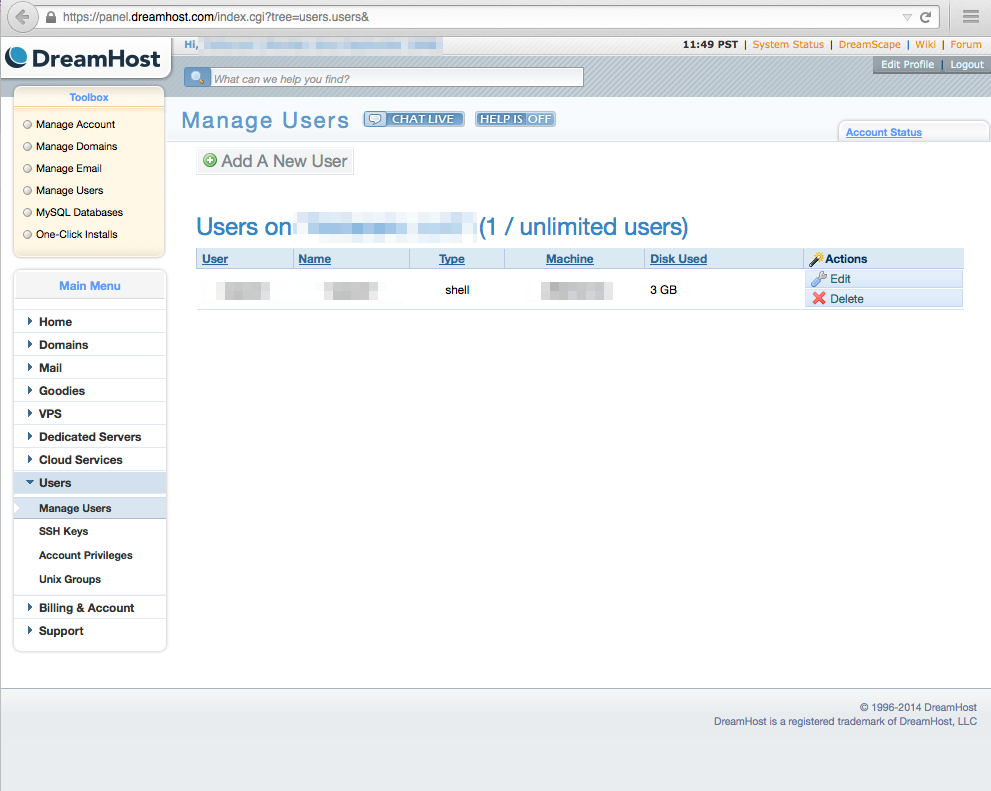 https://panel.dreamhost.com/index.cgi?tree=users.users&
DreamHost
Hi,
11:49 PST | System Status | DreamScape | Wiki | Forum
What can we help you find?
Edit Profile | Logout
Toolbox
Manage Account
Manage Domains
Manage Email
Manage Users
MySQL Databases
One-Click Installs
Manage Users
CHAT LIVE
HELP IS OFF
Account Status
Add A New User
Users on (1 / unlimited users)
User Name Type Machine Disk Used Actions
shell 3 GB
Edit
Delete
Main Menu
Home
Domains
Mail
Goodies
VPS
Dedicated Servers
Cloud Services
Users
Manage Users
SSH Keys
Account Privileges
Unix Groups
Billing & Account
Support
© 1996-2014 DreamHost
DreamHost is a registered trademark of DreamHost, LLC